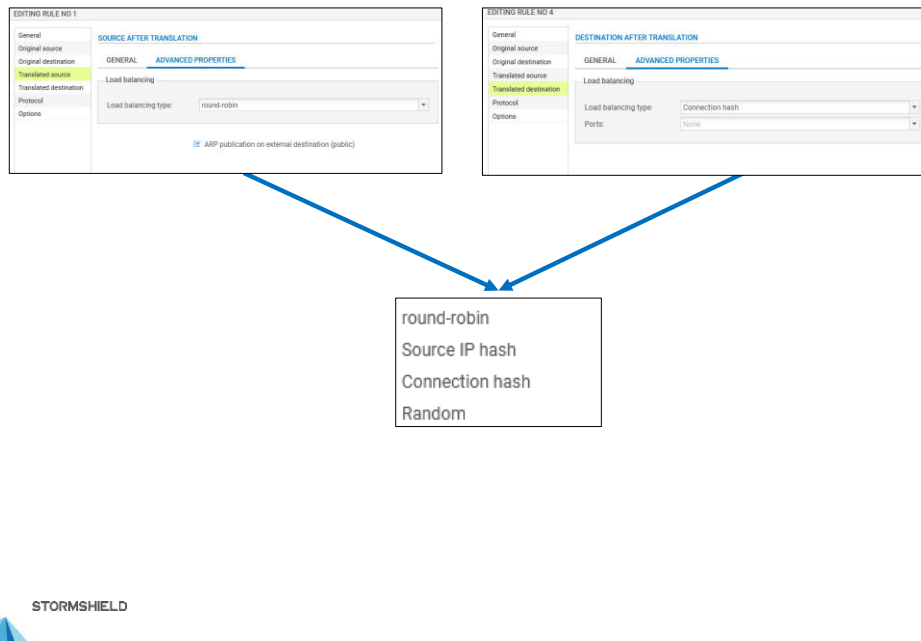 EDITING RULE NO 1
General
Original source
Original destination
Translated source
Translated destination
Protocol
Options
SOURCE AFTER TRANSLATION
GENERAL ADVANCED PROPERTIES
Load balancing
Load balancing type: round-robin
ARP publication on external destination (public)
EDITING RULE NO 4
General
Original source
Original destination
Translated source
Translated destination
Protocol
Options
DESTINATION AFTER TRANSLATION
GENERAL ADVANCED PROPERTIES
Load balancing
Load balancing type: Connection hash
Ports: None
round-robin
Source IP hash
Connection hash
Random
STORMSHIELD